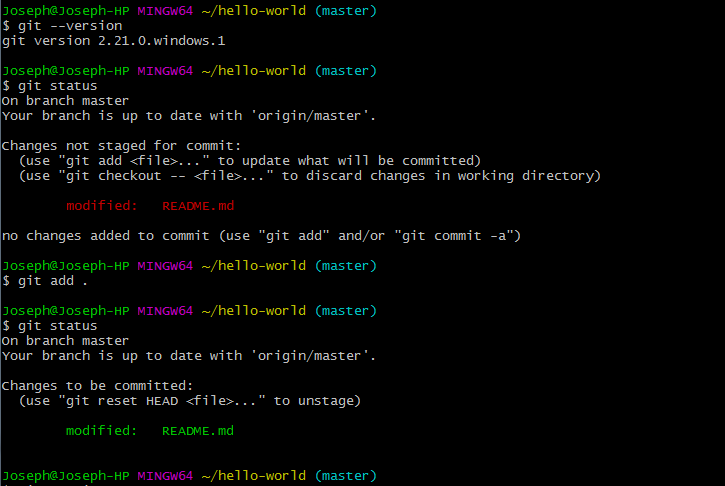 Joseph@Joseph-HP MINGW64 ~/hello-world (master)
$ git --version
git version 2.21.0.windows.1
Joseph@Joseph-HP MINGW64 ~/hello-world (master)
$ git status
On branch master
Your branch is up to date with 'origin/master'.
Changes not staged for commit:
(use "git add <file>..." to update what will be committed)
(use "git checkout -- <file>..." to discard changes in working directory)
modified: README.md
no changes added to commit (use "git add" and/or "git commit -a")
Joseph@Joseph-HP MINGW64 ~/hello-world (master)
$ git add .
Joseph@Joseph-HP MINGW64 ~/hello-world (master)
$ git status
On branch master
Your branch is up to date with 'origin/master'.
Changes to be committed:
(use "git reset HEAD <file>..." to unstage)
modified: README.md
Joseph@Joseph-HP MINGW64 ~/hello-world (master)